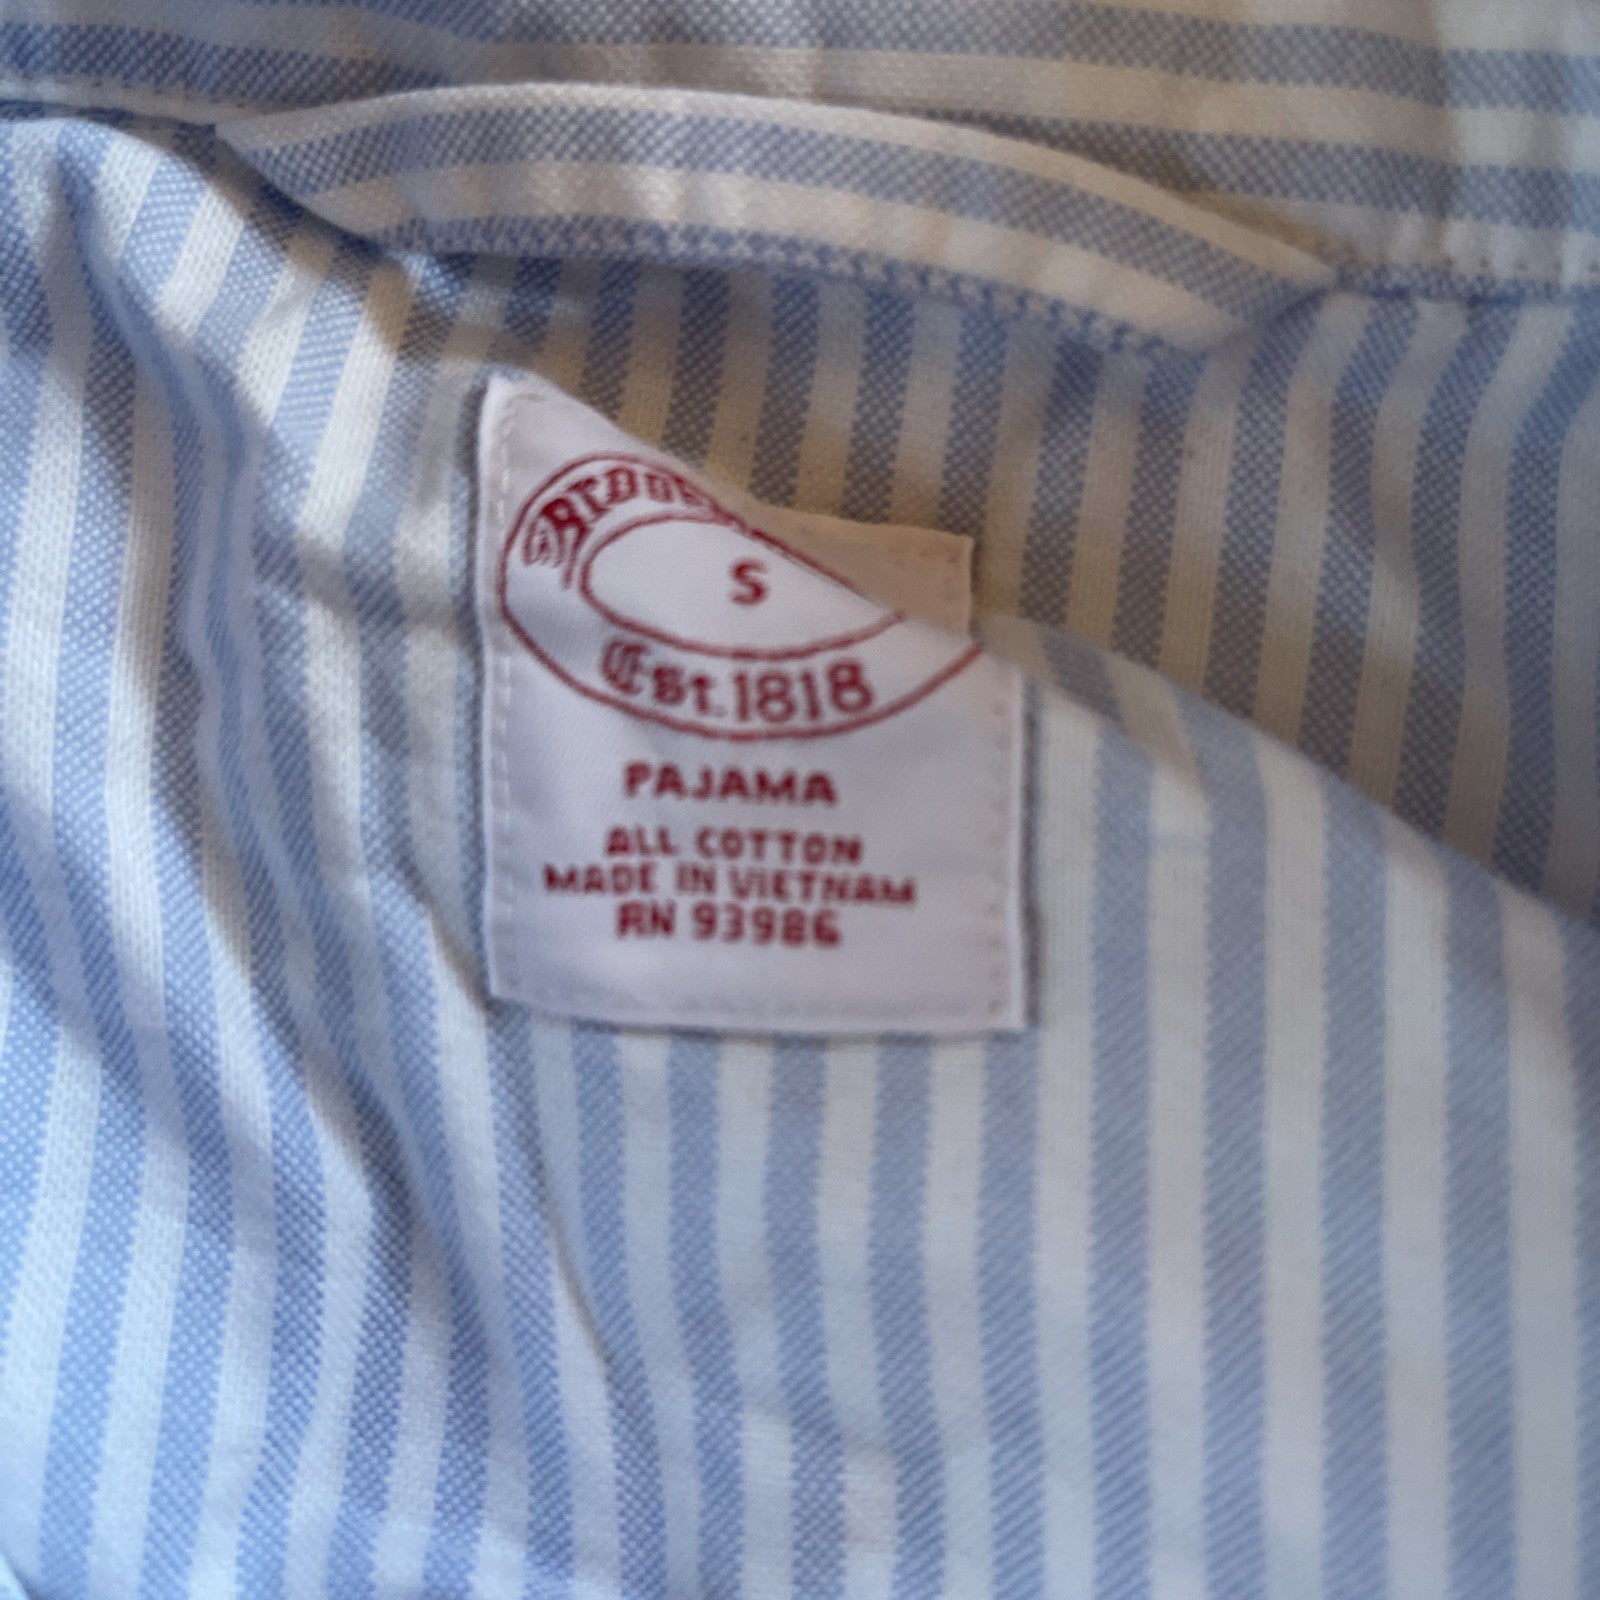 S
Est. 1818
PAJAMA
ALL COTTON
MADE IN VIETNAM
RN 93986